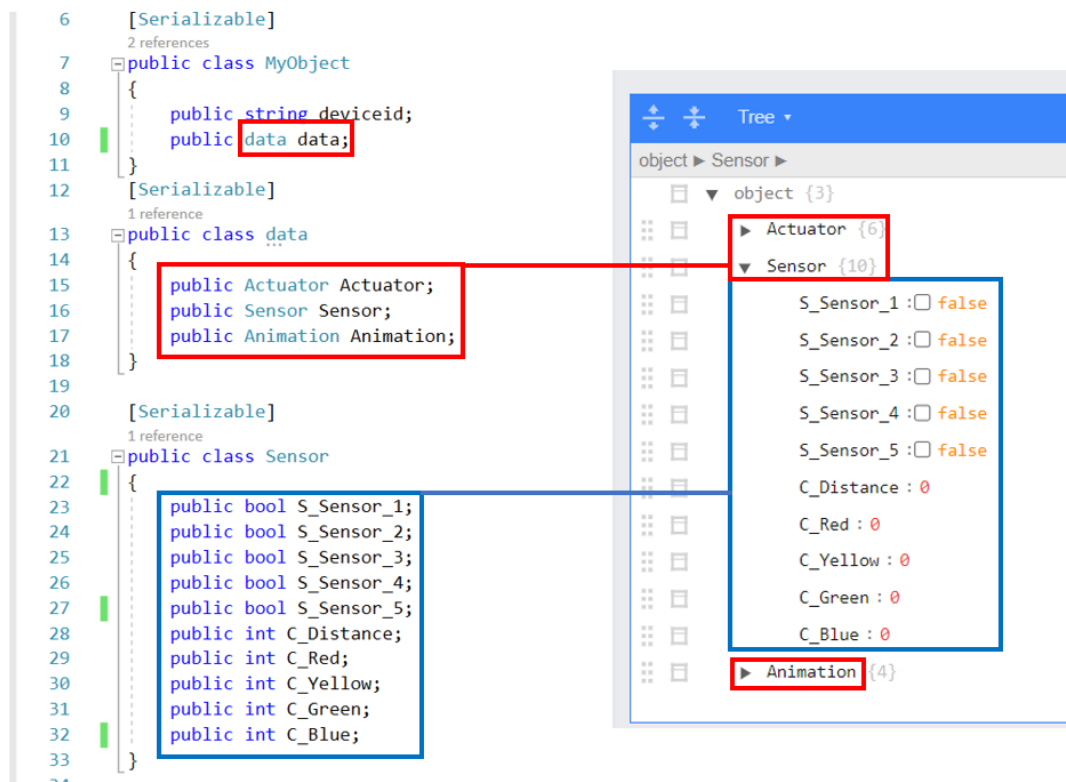 6 [Serializable]
2 references
7 public class MyObject
8 {
9 public string deviceid;
10 public data data;
11 }
12 [Serializable]
1 reference
13 public class data
14 {
15 public Actuator Actuator;
16 public Sensor Sensor;
17 public Animation Animation;
18 }
19
20 [Serializable]
1 reference
21 public class Sensor
22 {
23 public bool S_Sensor_1;
24 public bool S_Sensor_2;
25 public bool S_Sensor_3;
26 public bool S_Sensor_4;
27 public bool S_Sensor_5;
28 public int C_Distance;
29 public int C_Red;
30 public int C_Yellow;
31 public int C_Green;
32 public int C_Blue;
33 }
Tree ▾
object ▶ Sensor ▶
▼ object {3}
▶ Actuator {6}
▼ Sensor {10}
S_Sensor_1 : false
S_Sensor_2 : false
S_Sensor_3 : false
S_Sensor_4 : false
S_Sensor_5 : false
C_Distance : 0
C_Red : 0
C_Yellow : 0
C_Green : 0
C_Blue : 0
▶ Animation {4}